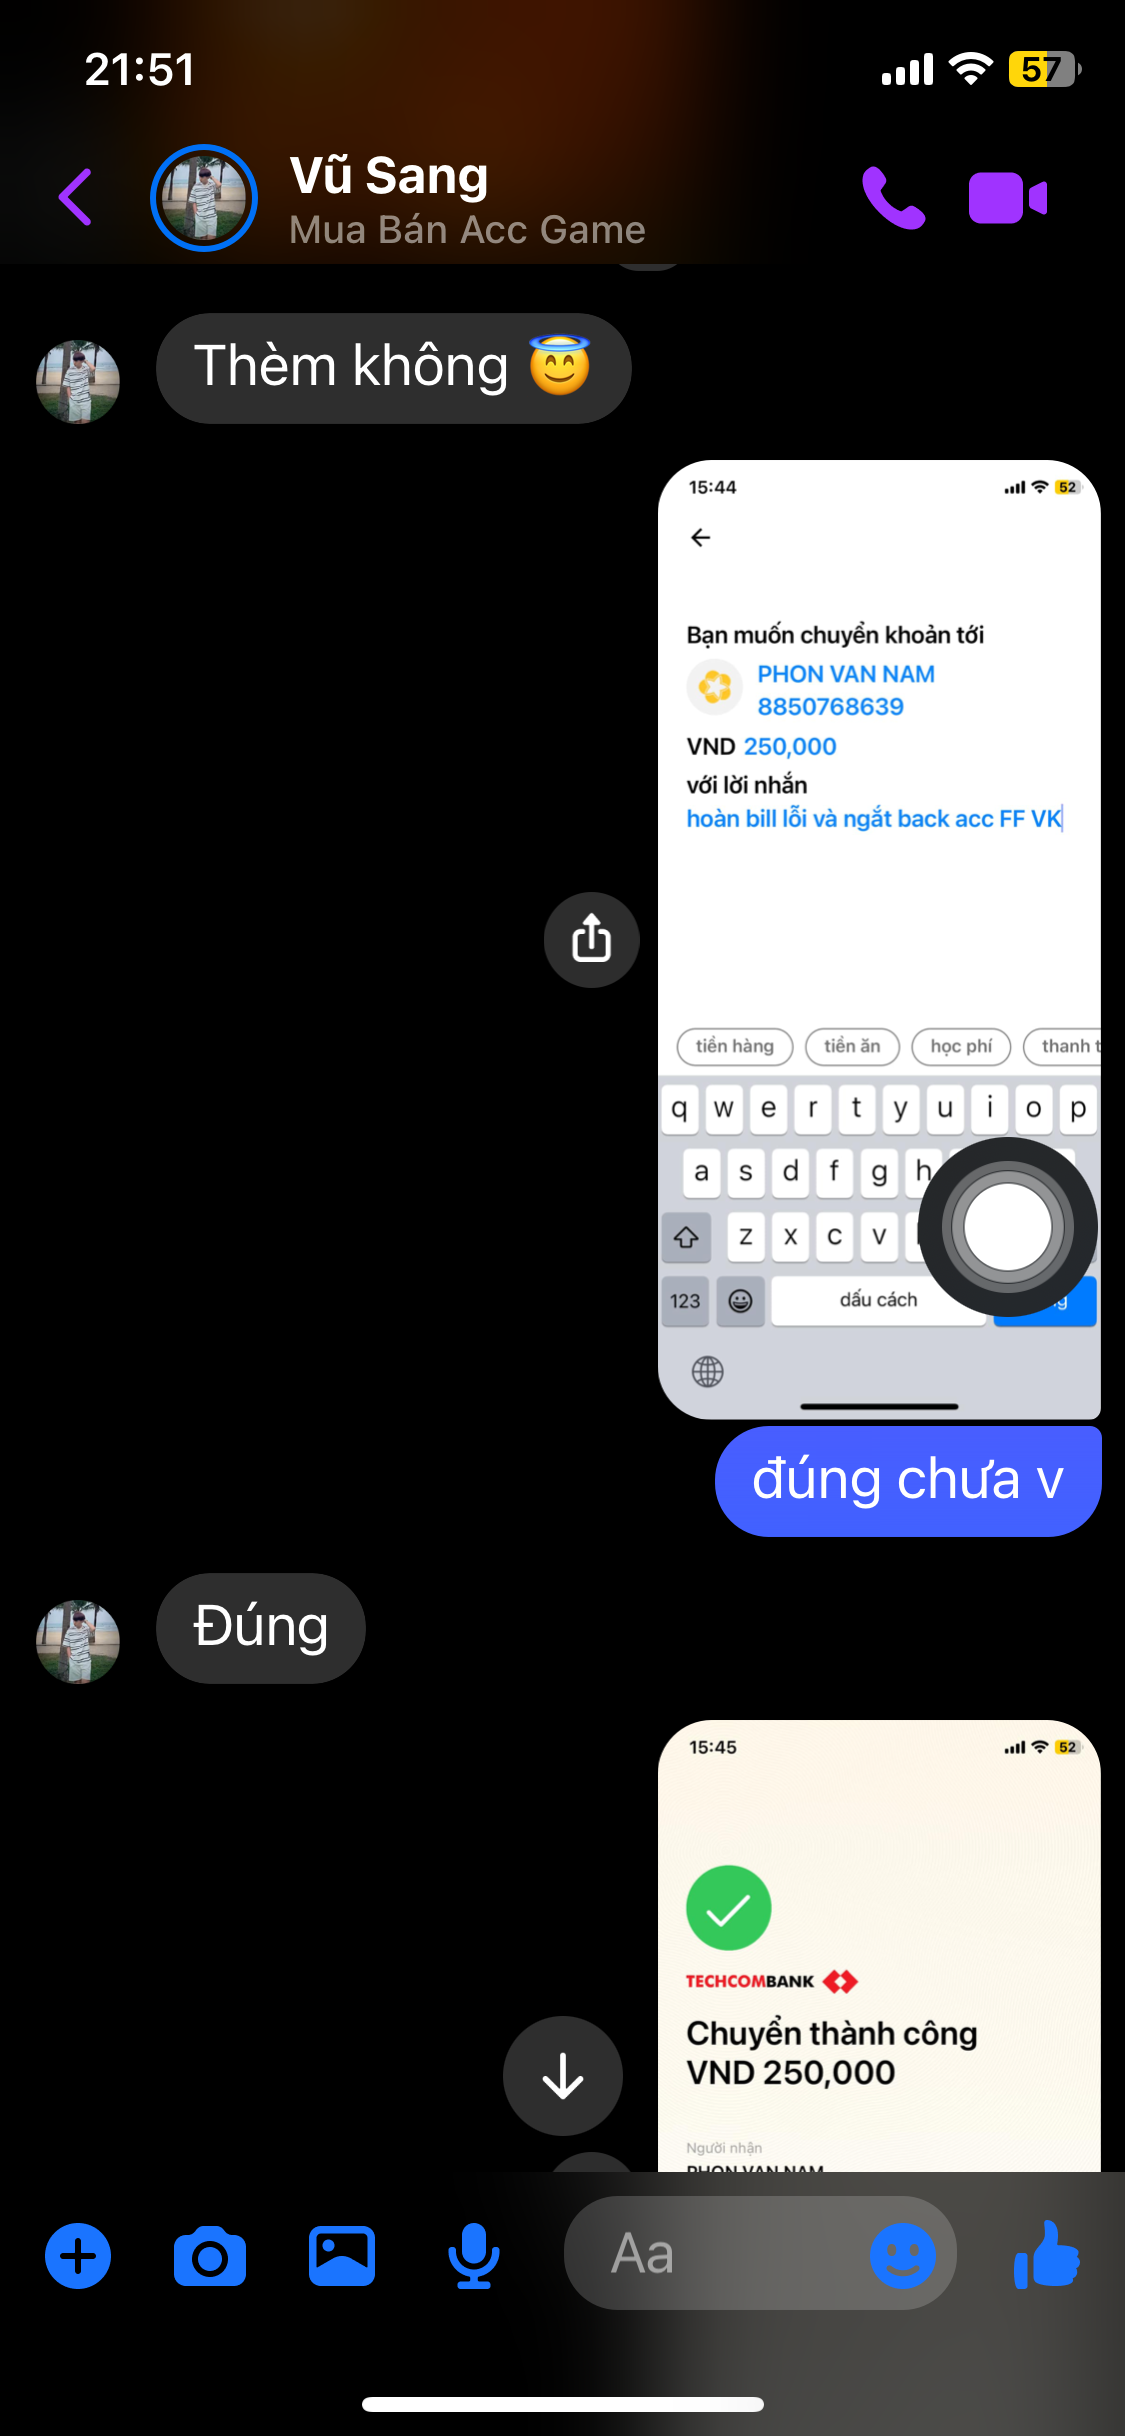 21:51
57
Vũ Sang
Mua Bán Acc Game
Thèm không 😇
15:44
52
Bạn muốn chuyển khoản tới
PHON VAN NAM
8850768639
VND 250,000
với lời nhắn
hoàn bill lỗi và ngắt back acc FF VK
tiền hàng
tiền ăn
học phí
thanh t
q w e r t y u i o p
a s d f g h
z x c v
123
dấu cách
đúng chưa v
Đúng
15:45
52
TECHCOMBANK
Chuyển thành công
VND 250,000
Người nhận
PHON VAN NAM
Aa